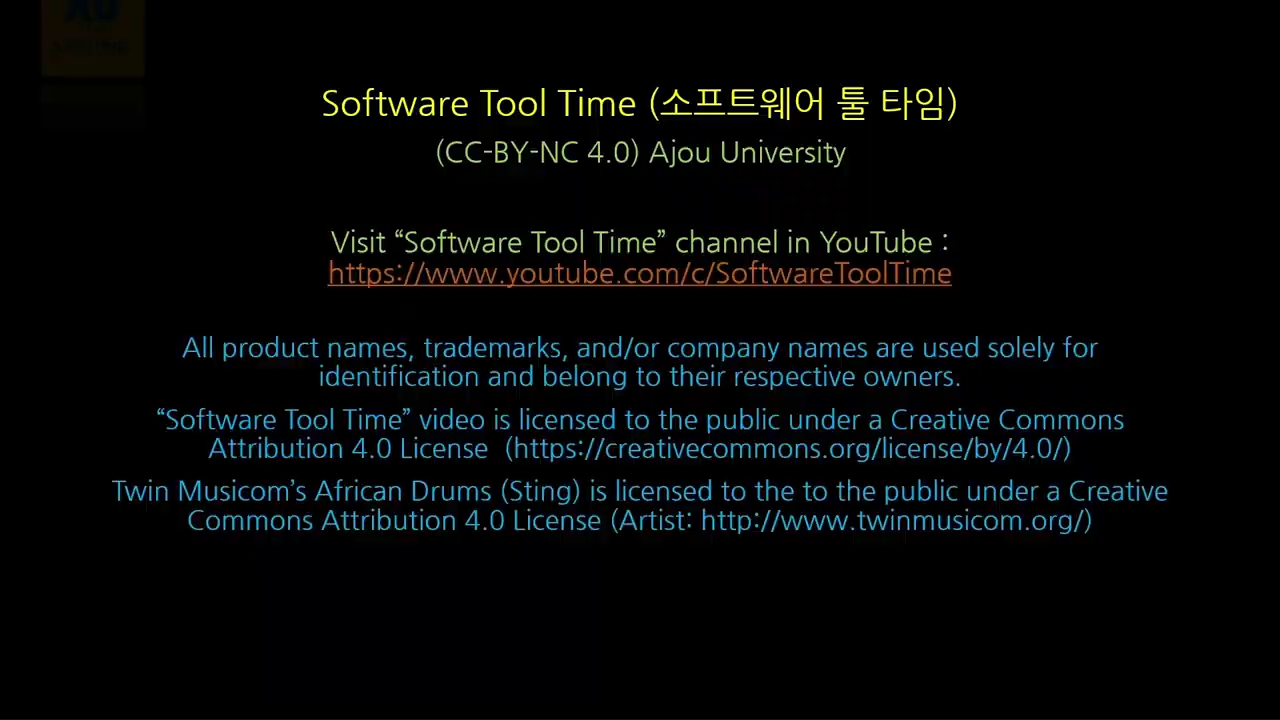 Software Tool Time (소프트웨어 툴 타임)
(CC-BY-NC 4.0) Ajou University
Visit “Software Tool Time” channel in YouTube :
https://www.youtube.com/c/SoftwareToolTime
All product names, trademarks, and/or company names are used solely for
identification and belong to their respective owners.
“Software Tool Time” video is licensed to the public under a Creative Commons
Attribution 4.0 License (https://creativecommons.org/license/by/4.0/)
Twin Musicom’s African Drums (Sting) is licensed to the to the public under a Creative
Commons Attribution 4.0 License (Artist: http://www.twinmusicom.org/)